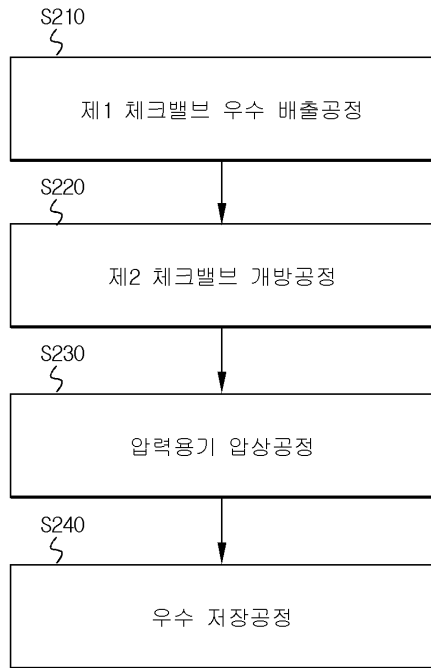 S210
제1 체크밸브 우수 배출공정
S220
제2 체크밸브 개방공정
S230
압력용기 압상공정
S240
우수 저장공정